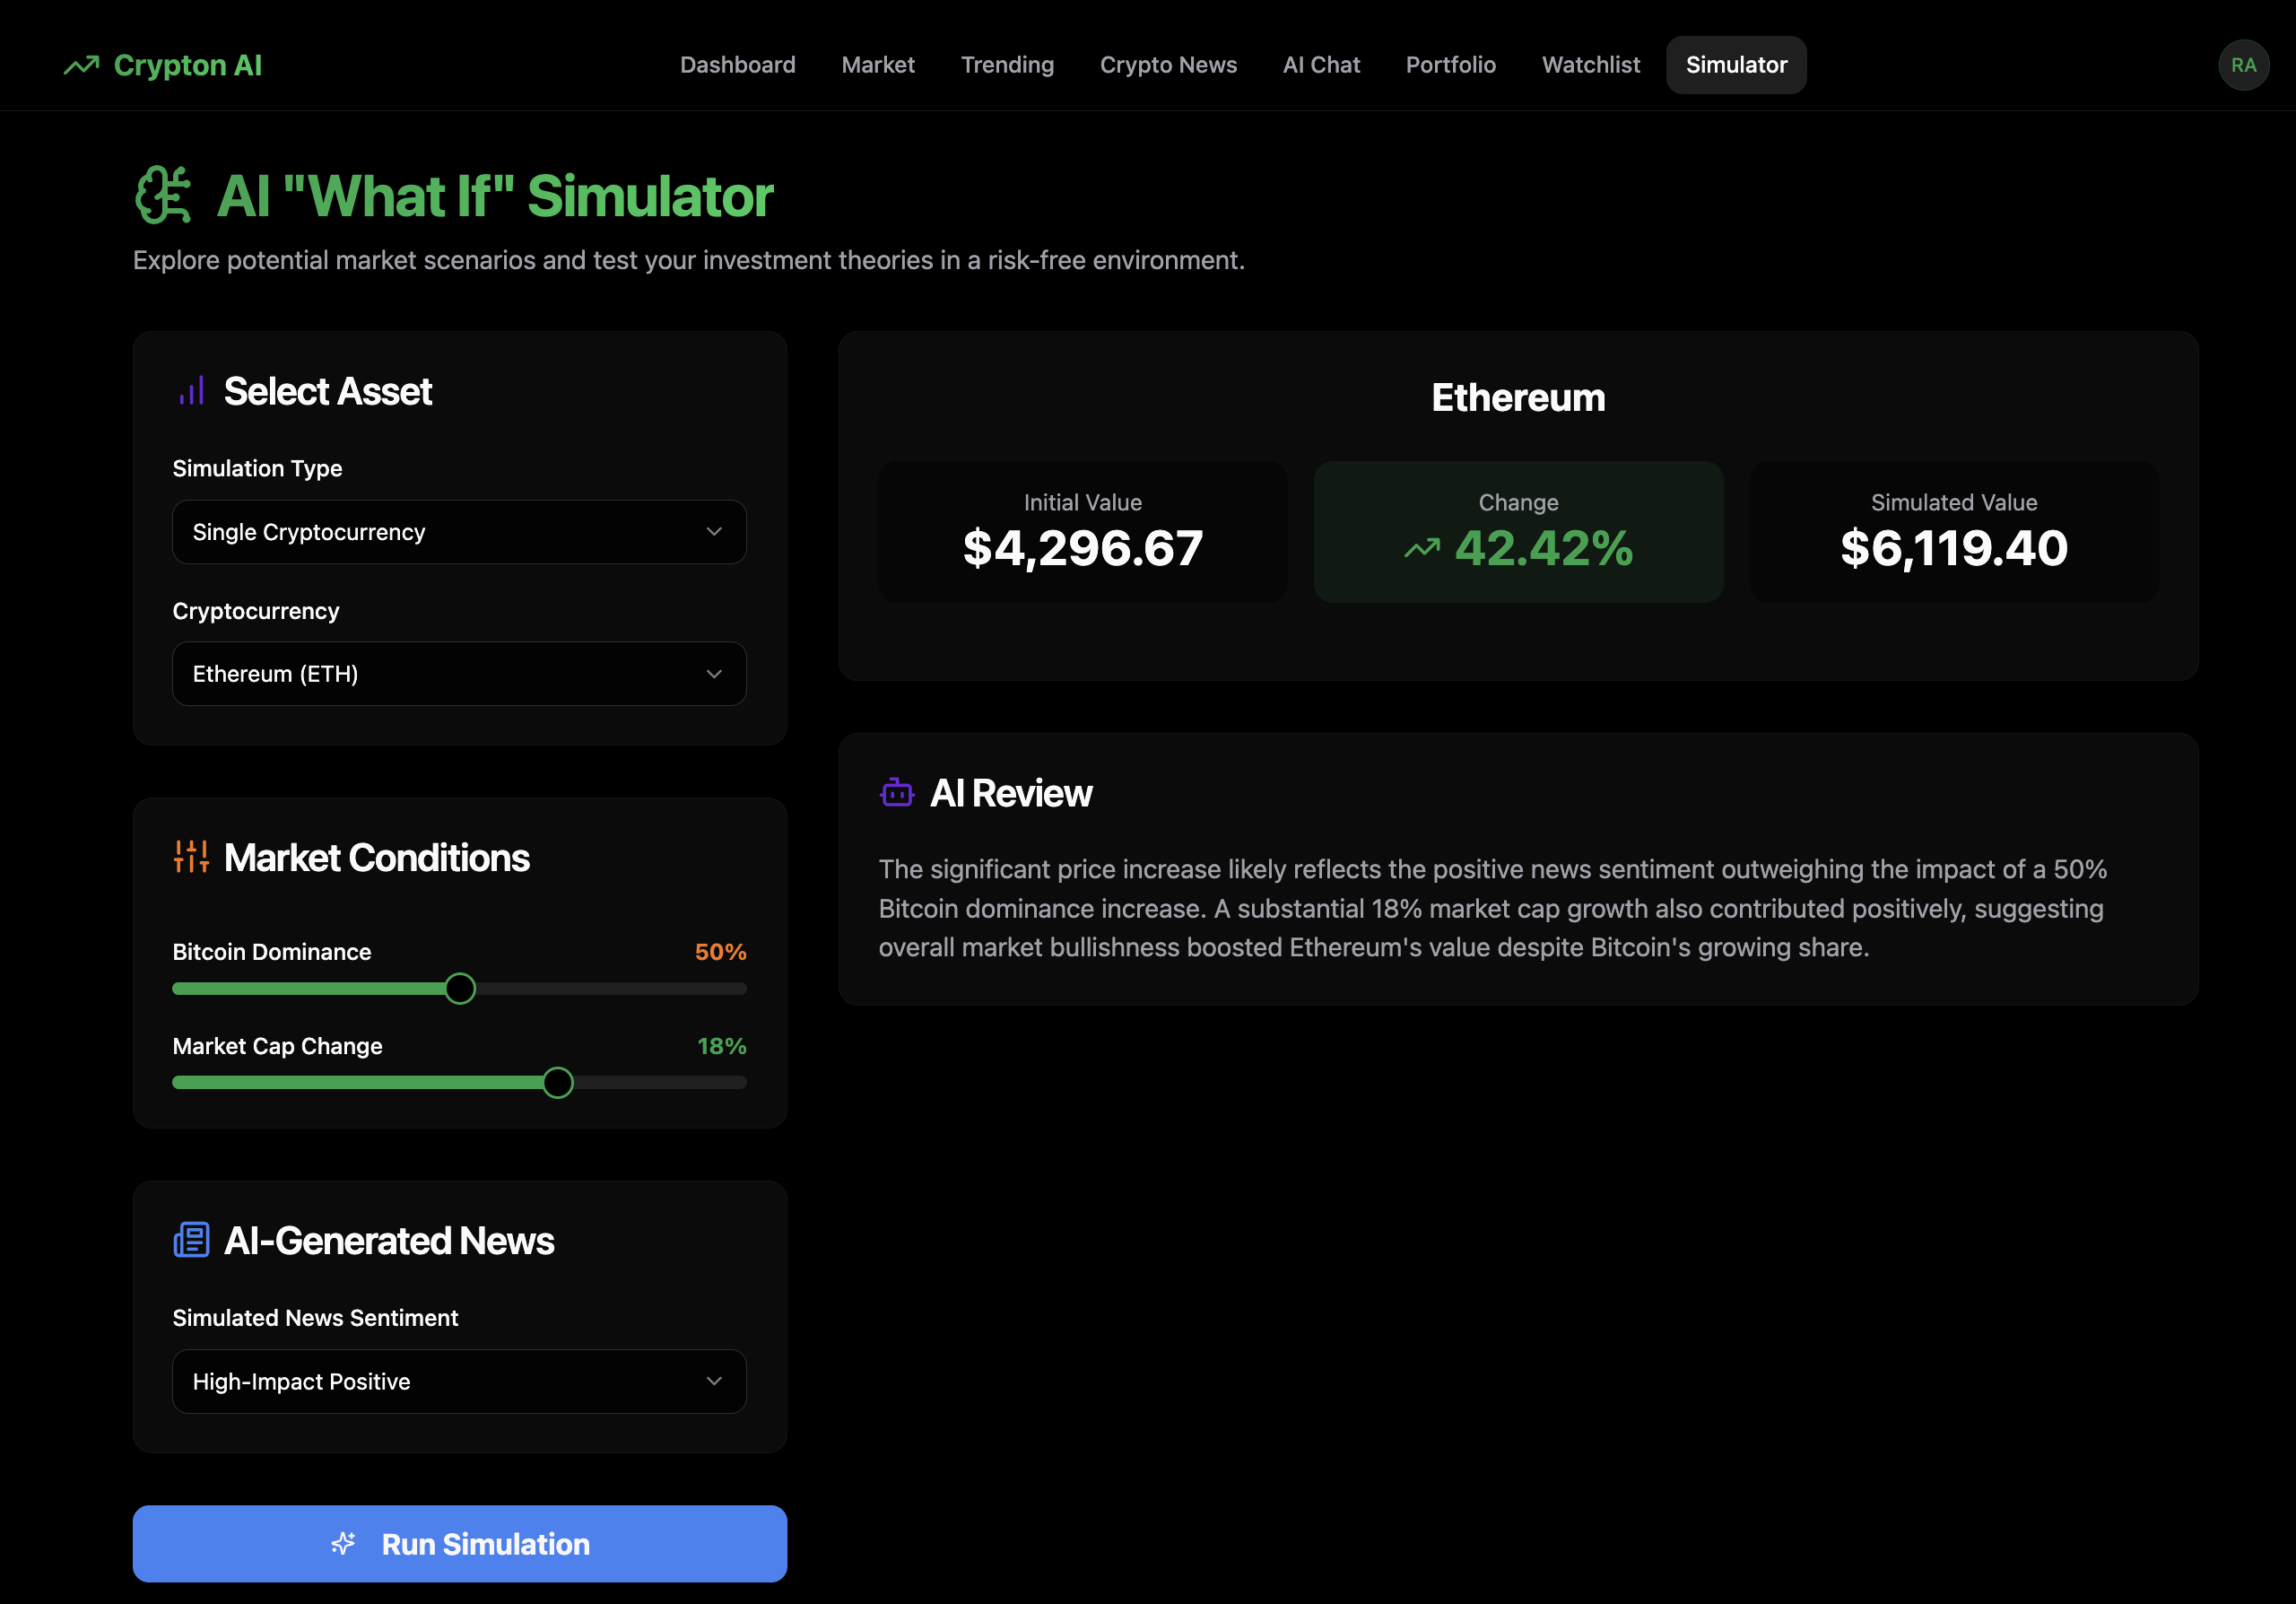 Crypton AI
Dashboard
Market
Trending
Crypto News
AI Chat
Portfolio
Watchlist
Simulator
RA
AI "What If" Simulator
Explore potential market scenarios and test your investment theories in a risk-free environment.
Select Asset
Simulation Type
Single Cryptocurrency
Cryptocurrency
Ethereum (ETH)
Market Conditions
Bitcoin Dominance
50%
Market Cap Change
18%
AI-Generated News
Simulated News Sentiment
High-Impact Positive
Run Simulation
Ethereum
Initial Value
$4,296.67
Change
42.42%
Simulated Value
$6,119.40
AI Review
The significant price increase likely reflects the positive news sentiment outweighing the impact of a 50%
Bitcoin dominance increase. A substantial 18% market cap growth also contributed positively, suggesting
overall market bullishness boosted Ethereum's value despite Bitcoin's growing share.